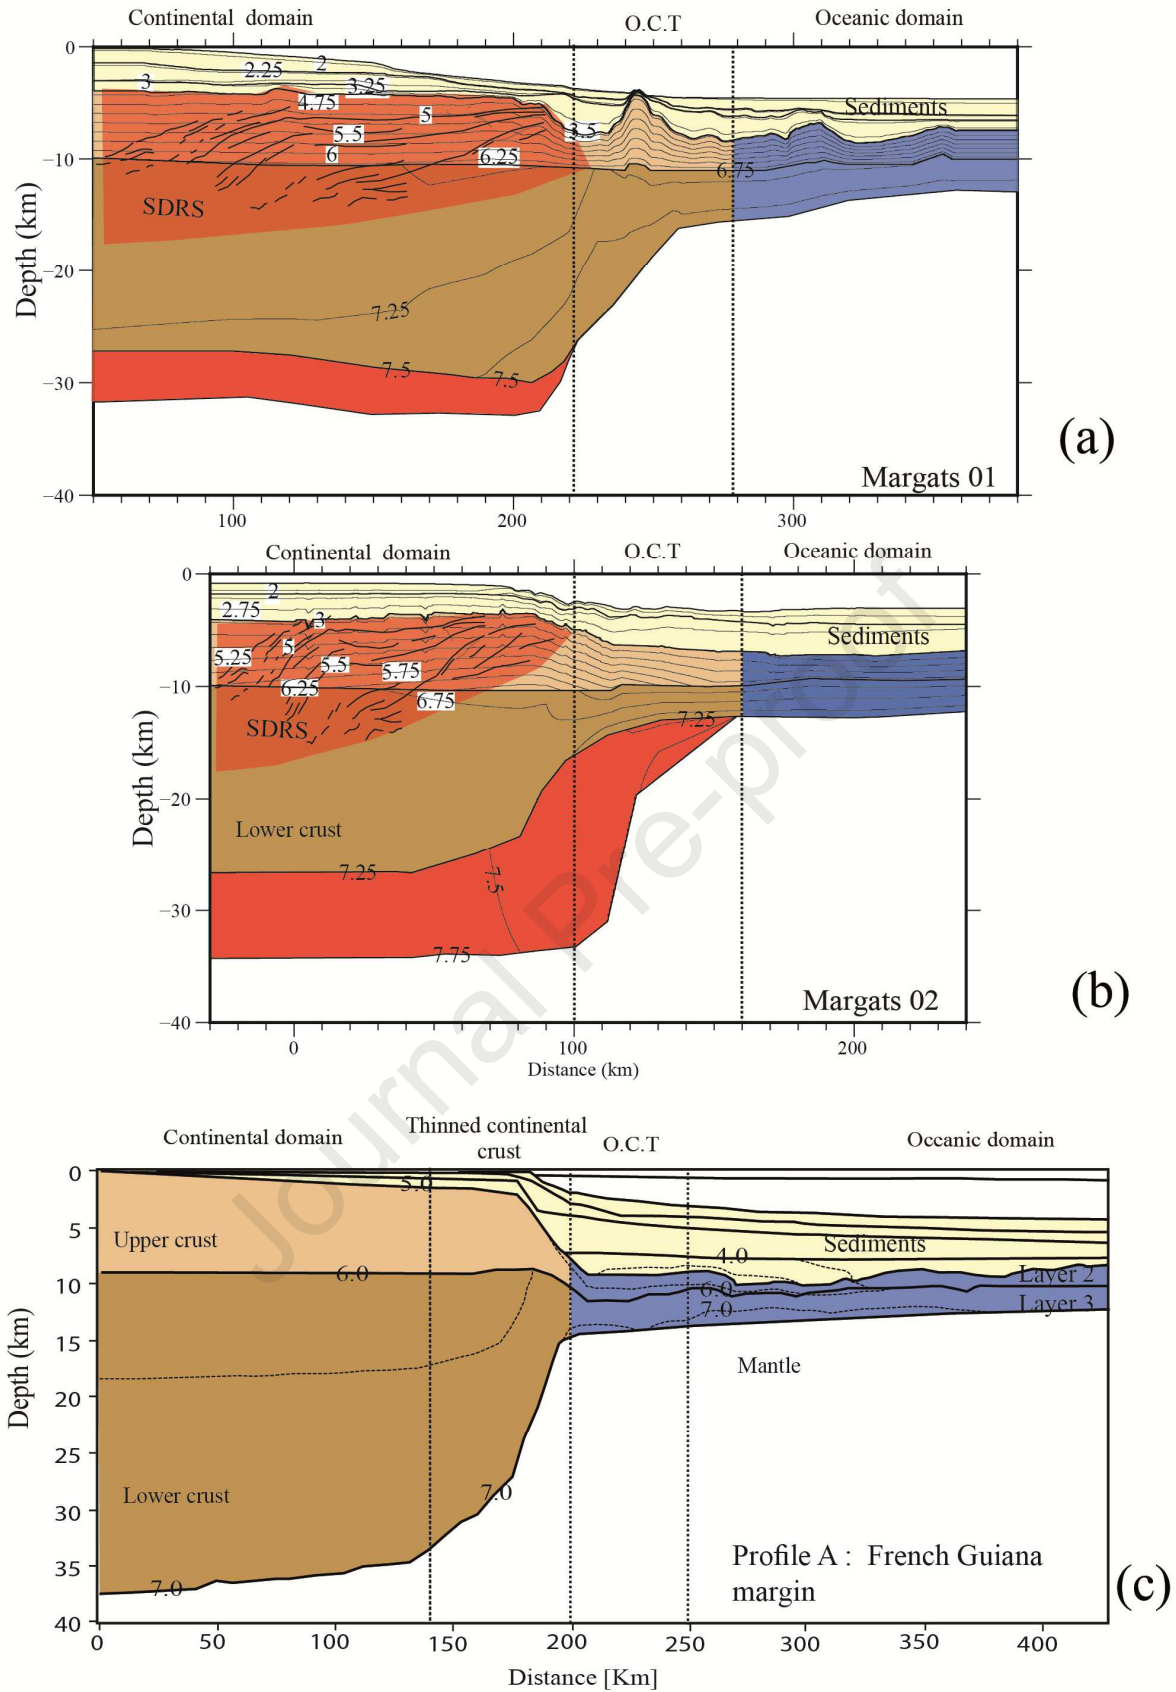 Continental domain
O.C.T
Oceanic domain
0
2
2.25
3
3.25
4.75
Sediments
5
3.5
5.5
6
6.25
−10
6.75
SDRS
Depth (km)
−20
7.25
7.5
7.5
−30
(a)
Margats 01
−40
100
200
300
Continental domain
O.C.T
Oceanic domain
0
2
2.75
3
Sediments
5
5.25
5.5
5.75
−10
6.25
6.75
SDRS
7.25
Depth (km)
−20
Lower crust
7.25
7.5
−30
7.75
(b)
Margats 02
−40
0
100
200
Distance (km)
Journal Pre-proof
Thinned continental
Continental domain
crust
O.C.T
Oceanic domain
0
5.0
5
Upper crust
4.0
Sediments
6.0
Layer 2
10
6.0
7.0
Layer 3
15
Mantle
Depth (km)
20
25
Lower crust
7.0
30
Profile A : French Guiana
margin
35
7.0
(c)
40
0
50
100
150
200
250
300
350
400
Distance [Km]